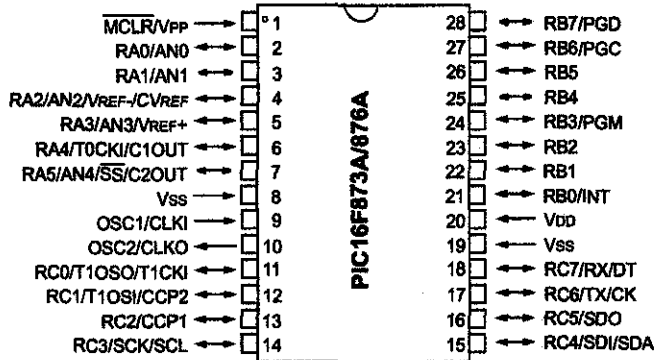 M̅C̅L̅R̅/VPP 1
RA0/AN0 2
RA1/AN1 3
RA2/AN2/VREF-/CVREF 4
RA3/AN3/VREF+ 5
RA4/T0CKI/C1OUT 6
RA5/AN4/S̅S̅/C2OUT 7
VSS 8
OSC1/CLKI 9
OSC2/CLKO 10
RC0/T1OSO/T1CKI 11
RC1/T1OSI/CCP2 12
RC2/CCP1 13
RC3/SCK/SCL 14
PIC16F873A/876A
28 RB7/PGD
27 RB6/PGC
26 RB5
25 RB4
24 RB3/PGM
23 RB2
22 RB1
21 RB0/INT
20 VDD
19 VSS
18 RC7/RX/DT
17 RC6/TX/CK
16 RC5/SDO
15 RC4/SDI/SDA